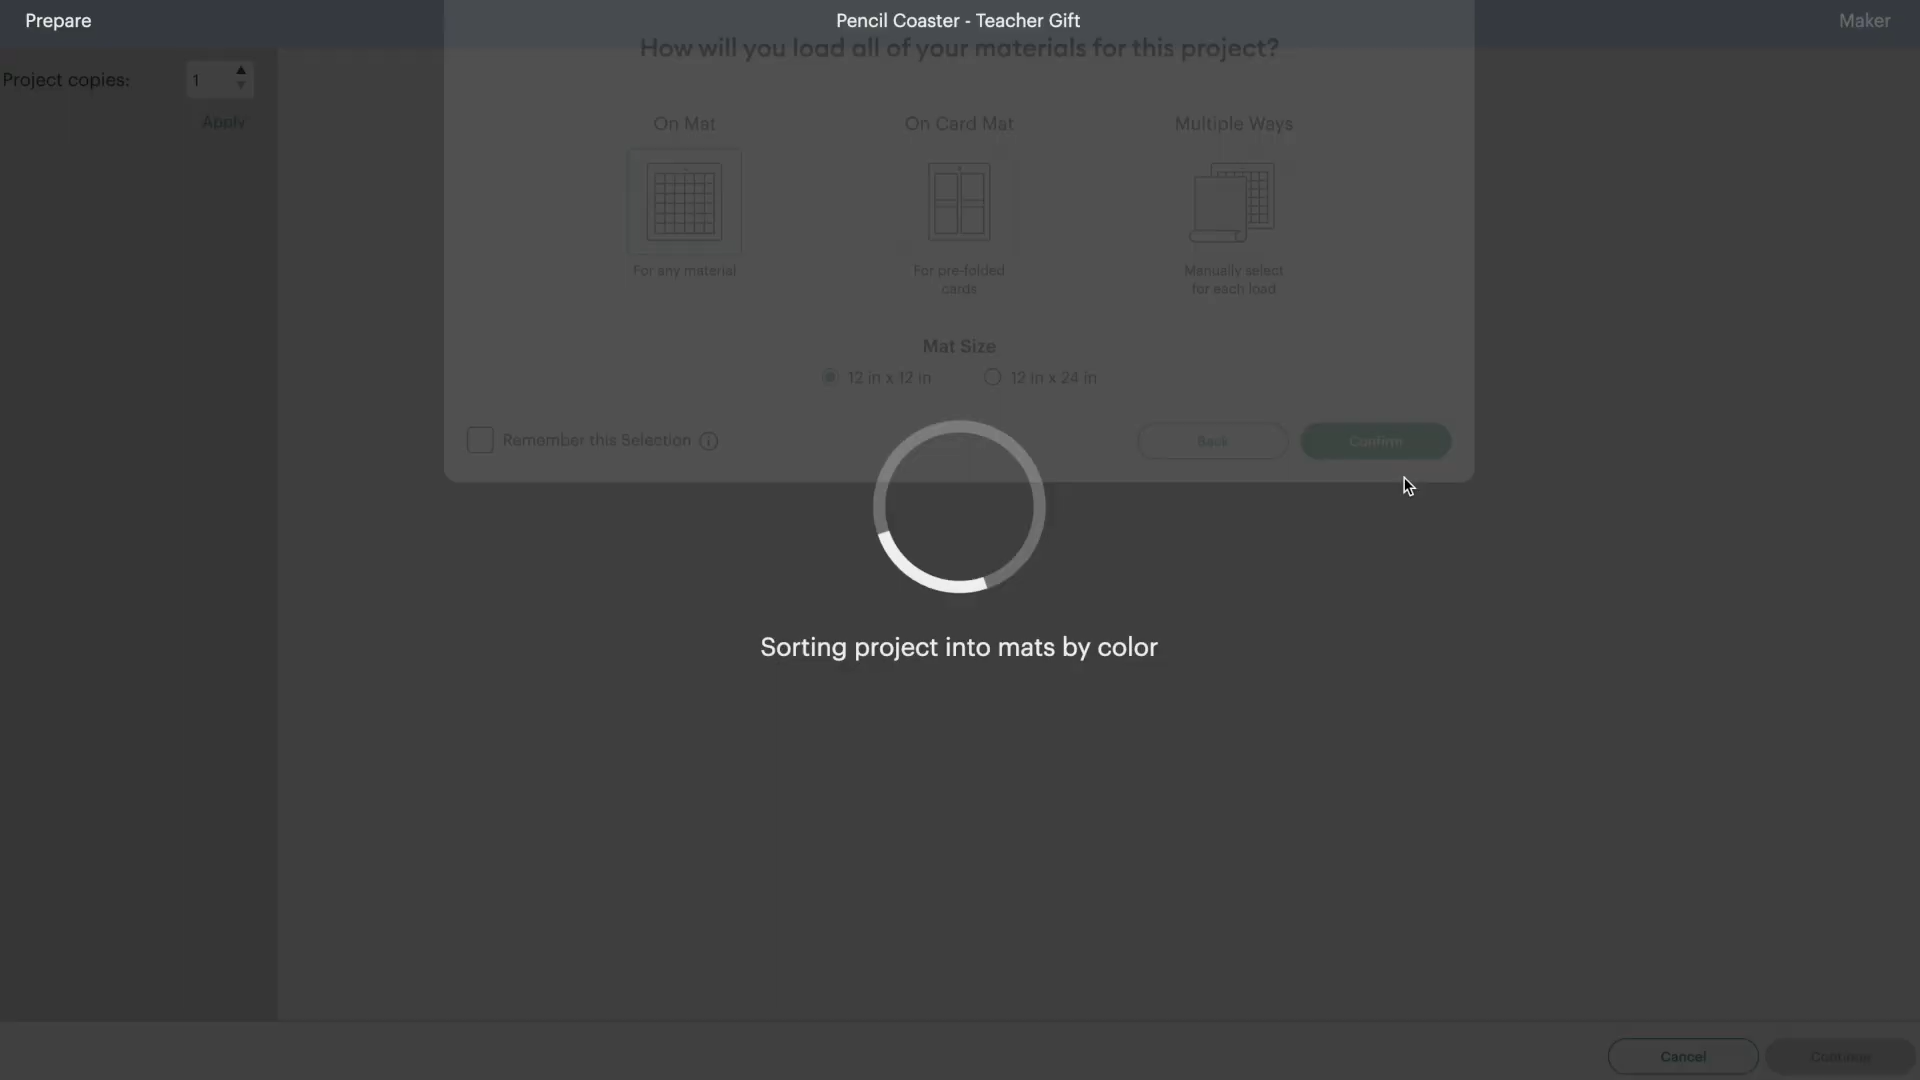 Prepare
Pencil Coaster - Teacher Gift
Maker
How will you load all of your materials for this project?
Project copies:
1
Apply
On Mat
On Card Mat
Multiple Ways
For any material
For pre-folded
cards
Manually select
for each load
Mat Size
12 in x 12 in
12 in x 24 in
Remember this Selection
Back
Confirm
Sorting project into mats by color
Cancel
Continue